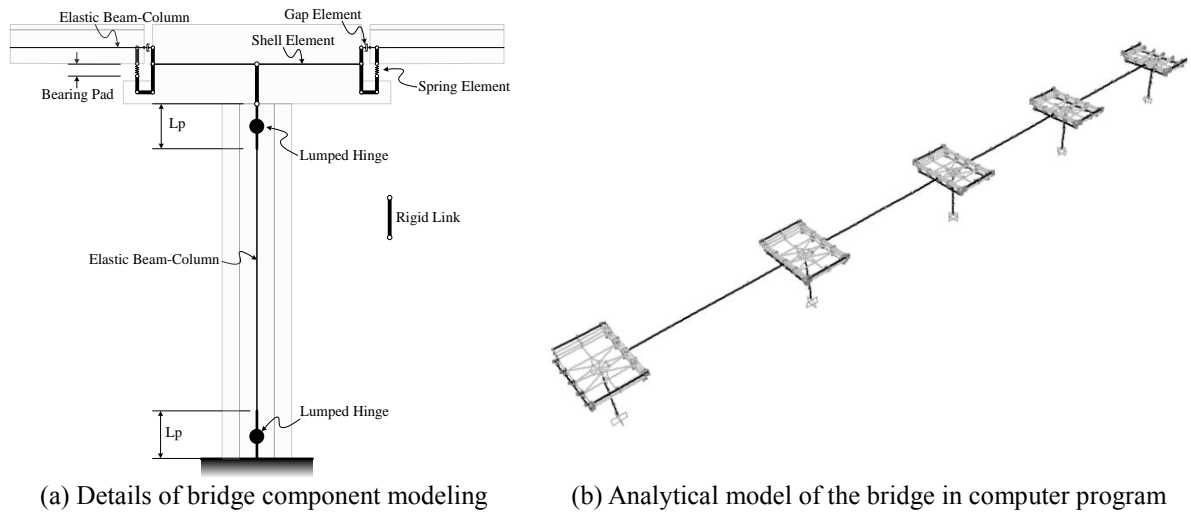 Elastic Beam-Column
Gap Element
Shell Element
Bearing Pad
Spring Element
Lp
Lumped Hinge
Rigid Link
Elastic Beam-Column
Lumped Hinge
Lp
(a) Details of bridge component modeling
(b) Analytical model of the bridge in computer program